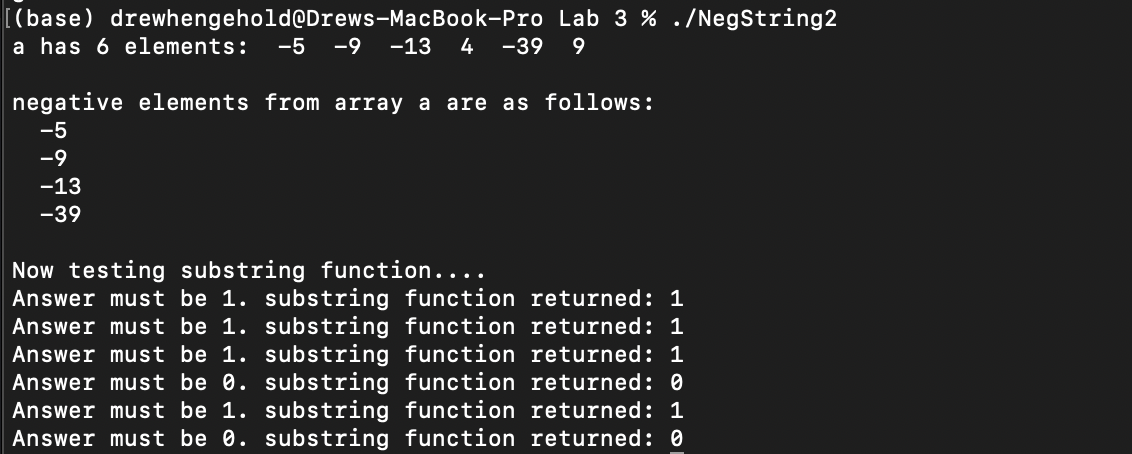 [(base) drewhengehold@Drews-MacBook-Pro Lab 3 % ./NegString2
a has 6 elements:  -5  -9  -13  4  -39  9
negative elements from array a are as follows:
  -5
  -9
  -13
  -39
Now testing substring function....
Answer must be 1. substring function returned: 1
Answer must be 1. substring function returned: 1
Answer must be 1. substring function returned: 1
Answer must be 0. substring function returned: 0
Answer must be 1. substring function returned: 1
Answer must be 0. substring function returned: 0